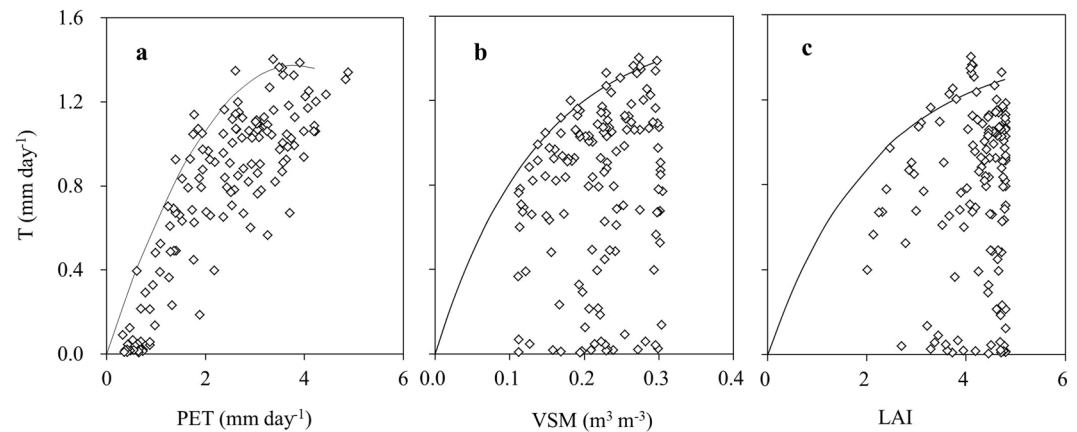 1.6
1.2
0.8
0.4
0.0
T (mm day-1)
a
b
c
0 2 4 6
0.0 0.1 0.2 0.3 0.4
0 2 4 6
PET (mm day-1)
VSM (m3 m-3)
LAI